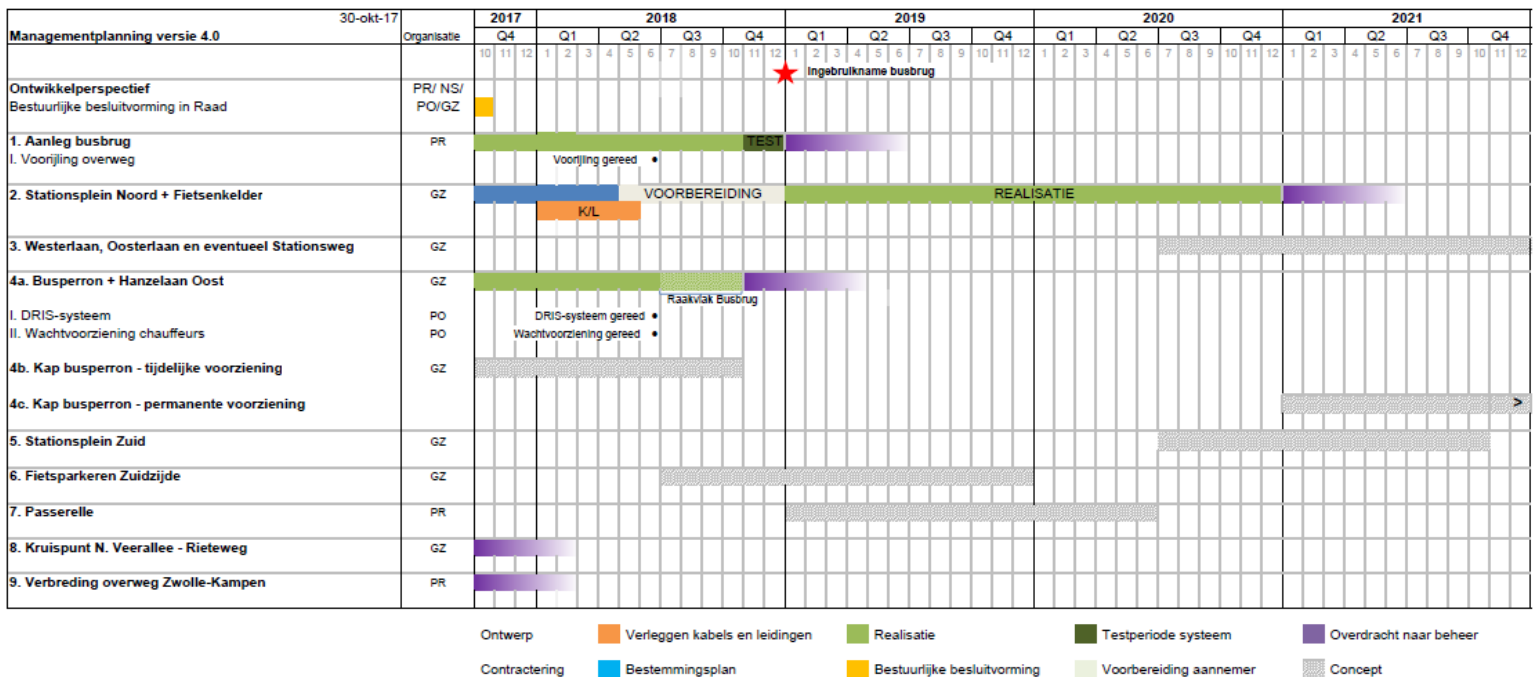 30-okt-17 2017 2018 2019 2020 2021
Managementplanning versie 4.0 Organisatie Q4 Q1 Q2 Q3 Q4 Q1 Q2 Q3 Q4 Q1 Q2 Q3 Q4 Q1 Q2 Q3 Q4
10 11 12 1 2 3 4 5 6 7 8 9 10 11 12 1 2 3 4 5 6 7 8 9 10 11 12 1 2 3 4 5 6 7 8 9 10 11 12 1 2 3 4 5 6 7 8 9 10 11 12
Ingebruikname busbrug
Ontwikkelperspectief PR/ NS/
Bestuurlijke besluitvorming in Raad PO/GZ
1. Aanleg busbrug PR TEST
I. Voorijling overweg Voorijling gereed •
2. Stationsplein Noord + Fietsenkelder GZ VOORBEREIDING REALISATIE
K/L
3. Westerlaan, Oosterlaan en eventueel Stationsweg GZ
4a. Busperron + Hanzelaan Oost GZ
Raakvlak Busbrug
I. DRIS-systeem PO DRIS-systeem gereed •
II. Wachtvoorziening chauffeurs PO Wachtvoorziening gereed •
4b. Kap busperron - tijdelijke voorziening GZ
4c. Kap busperron - permanente voorziening >
5. Stationsplein Zuid GZ
6. Fietsparkeren Zuidzijde GZ
7. Passerelle PR
8. Kruispunt N. Veerallee - Rieteweg GZ
9. Verbreding overweg Zwolle-Kampen PR
Ontwerp Verleggen kabels en leidingen Realisatie Testperiode systeem Overdracht naar beheer
Contractering Bestemmingsplan Bestuurlijke besluitvorming Voorbereiding aannemer Concept